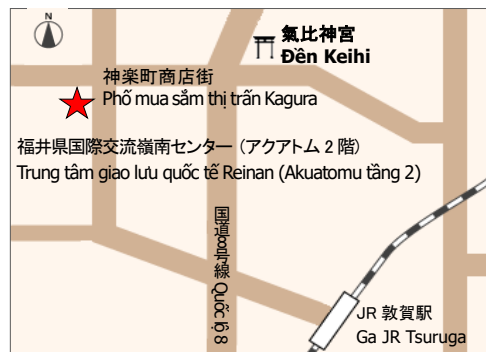 N
氣比神宮
Đền Keihi
神楽町商店街
Phố mua sắm thị trấn Kagura
福井県国際交流嶺南センター（アクアトム 2 階）
Trung tâm giao lưu quốc tế Reinan (Akuatomu tầng 2)
国道8号線 Quốc lộ 8
JR 敦賀駅
Ga JR Tsuruga